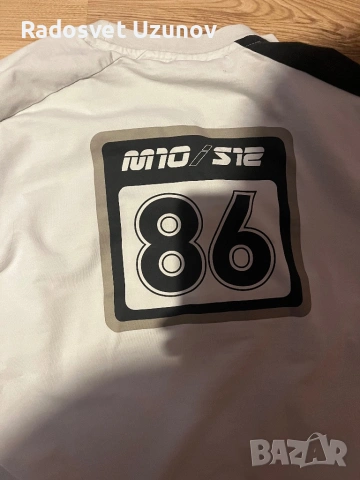 Radosvet Uzunov
M10/S12
86
BAZAR